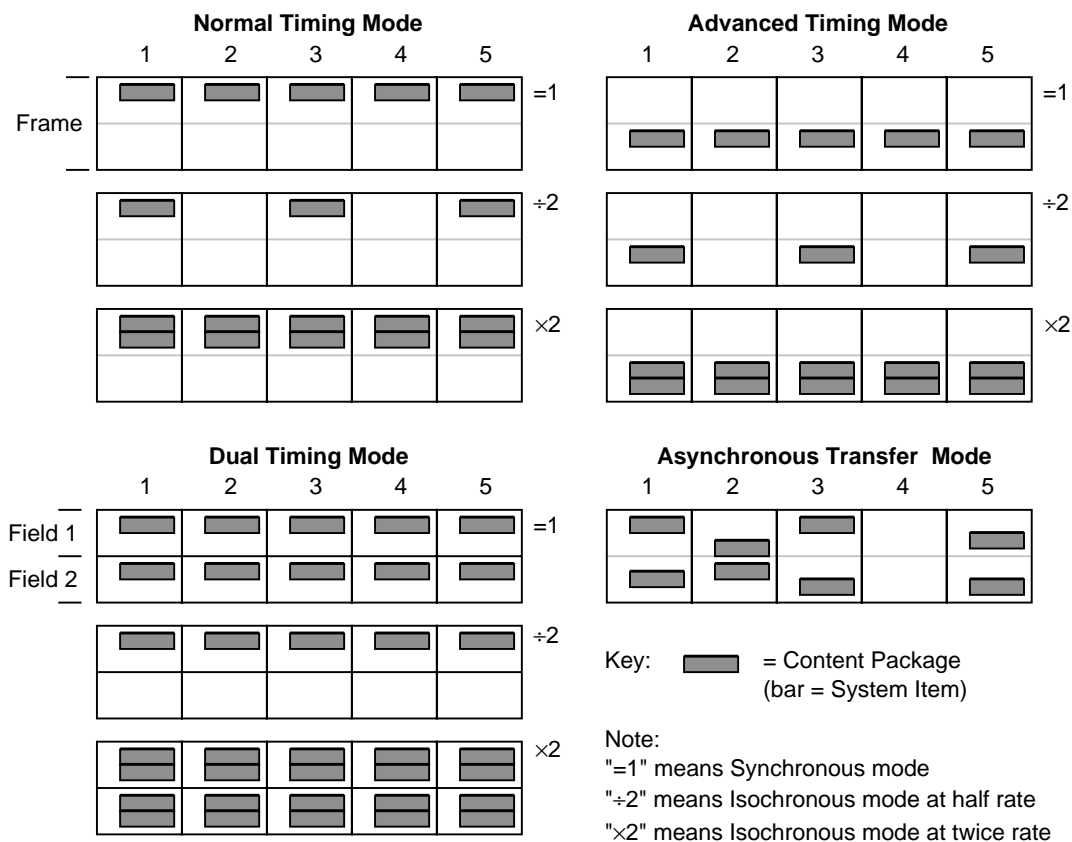 Normal Timing Mode
1 2 3 4 5
Frame
=1
÷2
×2
Advanced Timing Mode
1 2 3 4 5
=1
÷2
×2
Dual Timing Mode
1 2 3 4 5
Field 1
Field 2
=1
÷2
×2
Asynchronous Transfer Mode
1 2 3 4 5
Key:
= Content Package
(bar = System Item)
Note:
"=1" means Synchronous mode
"÷2" means Isochronous mode at half rate
"×2" means Isochronous mode at twice rate